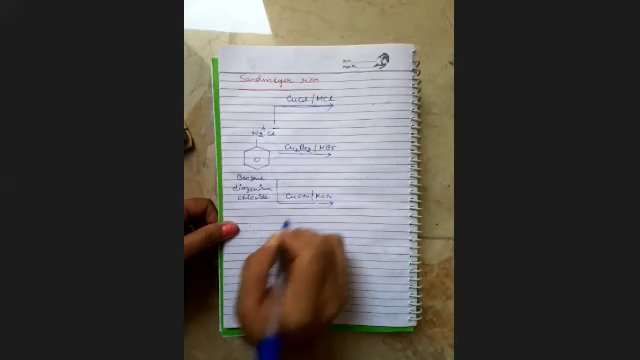 Sandmeyer rxn
CuCl/HCl
N₂⁺Cl⁻
Cu₂Br₂/HBr
Benzene
diazonium
chloride
CuCN/KCN